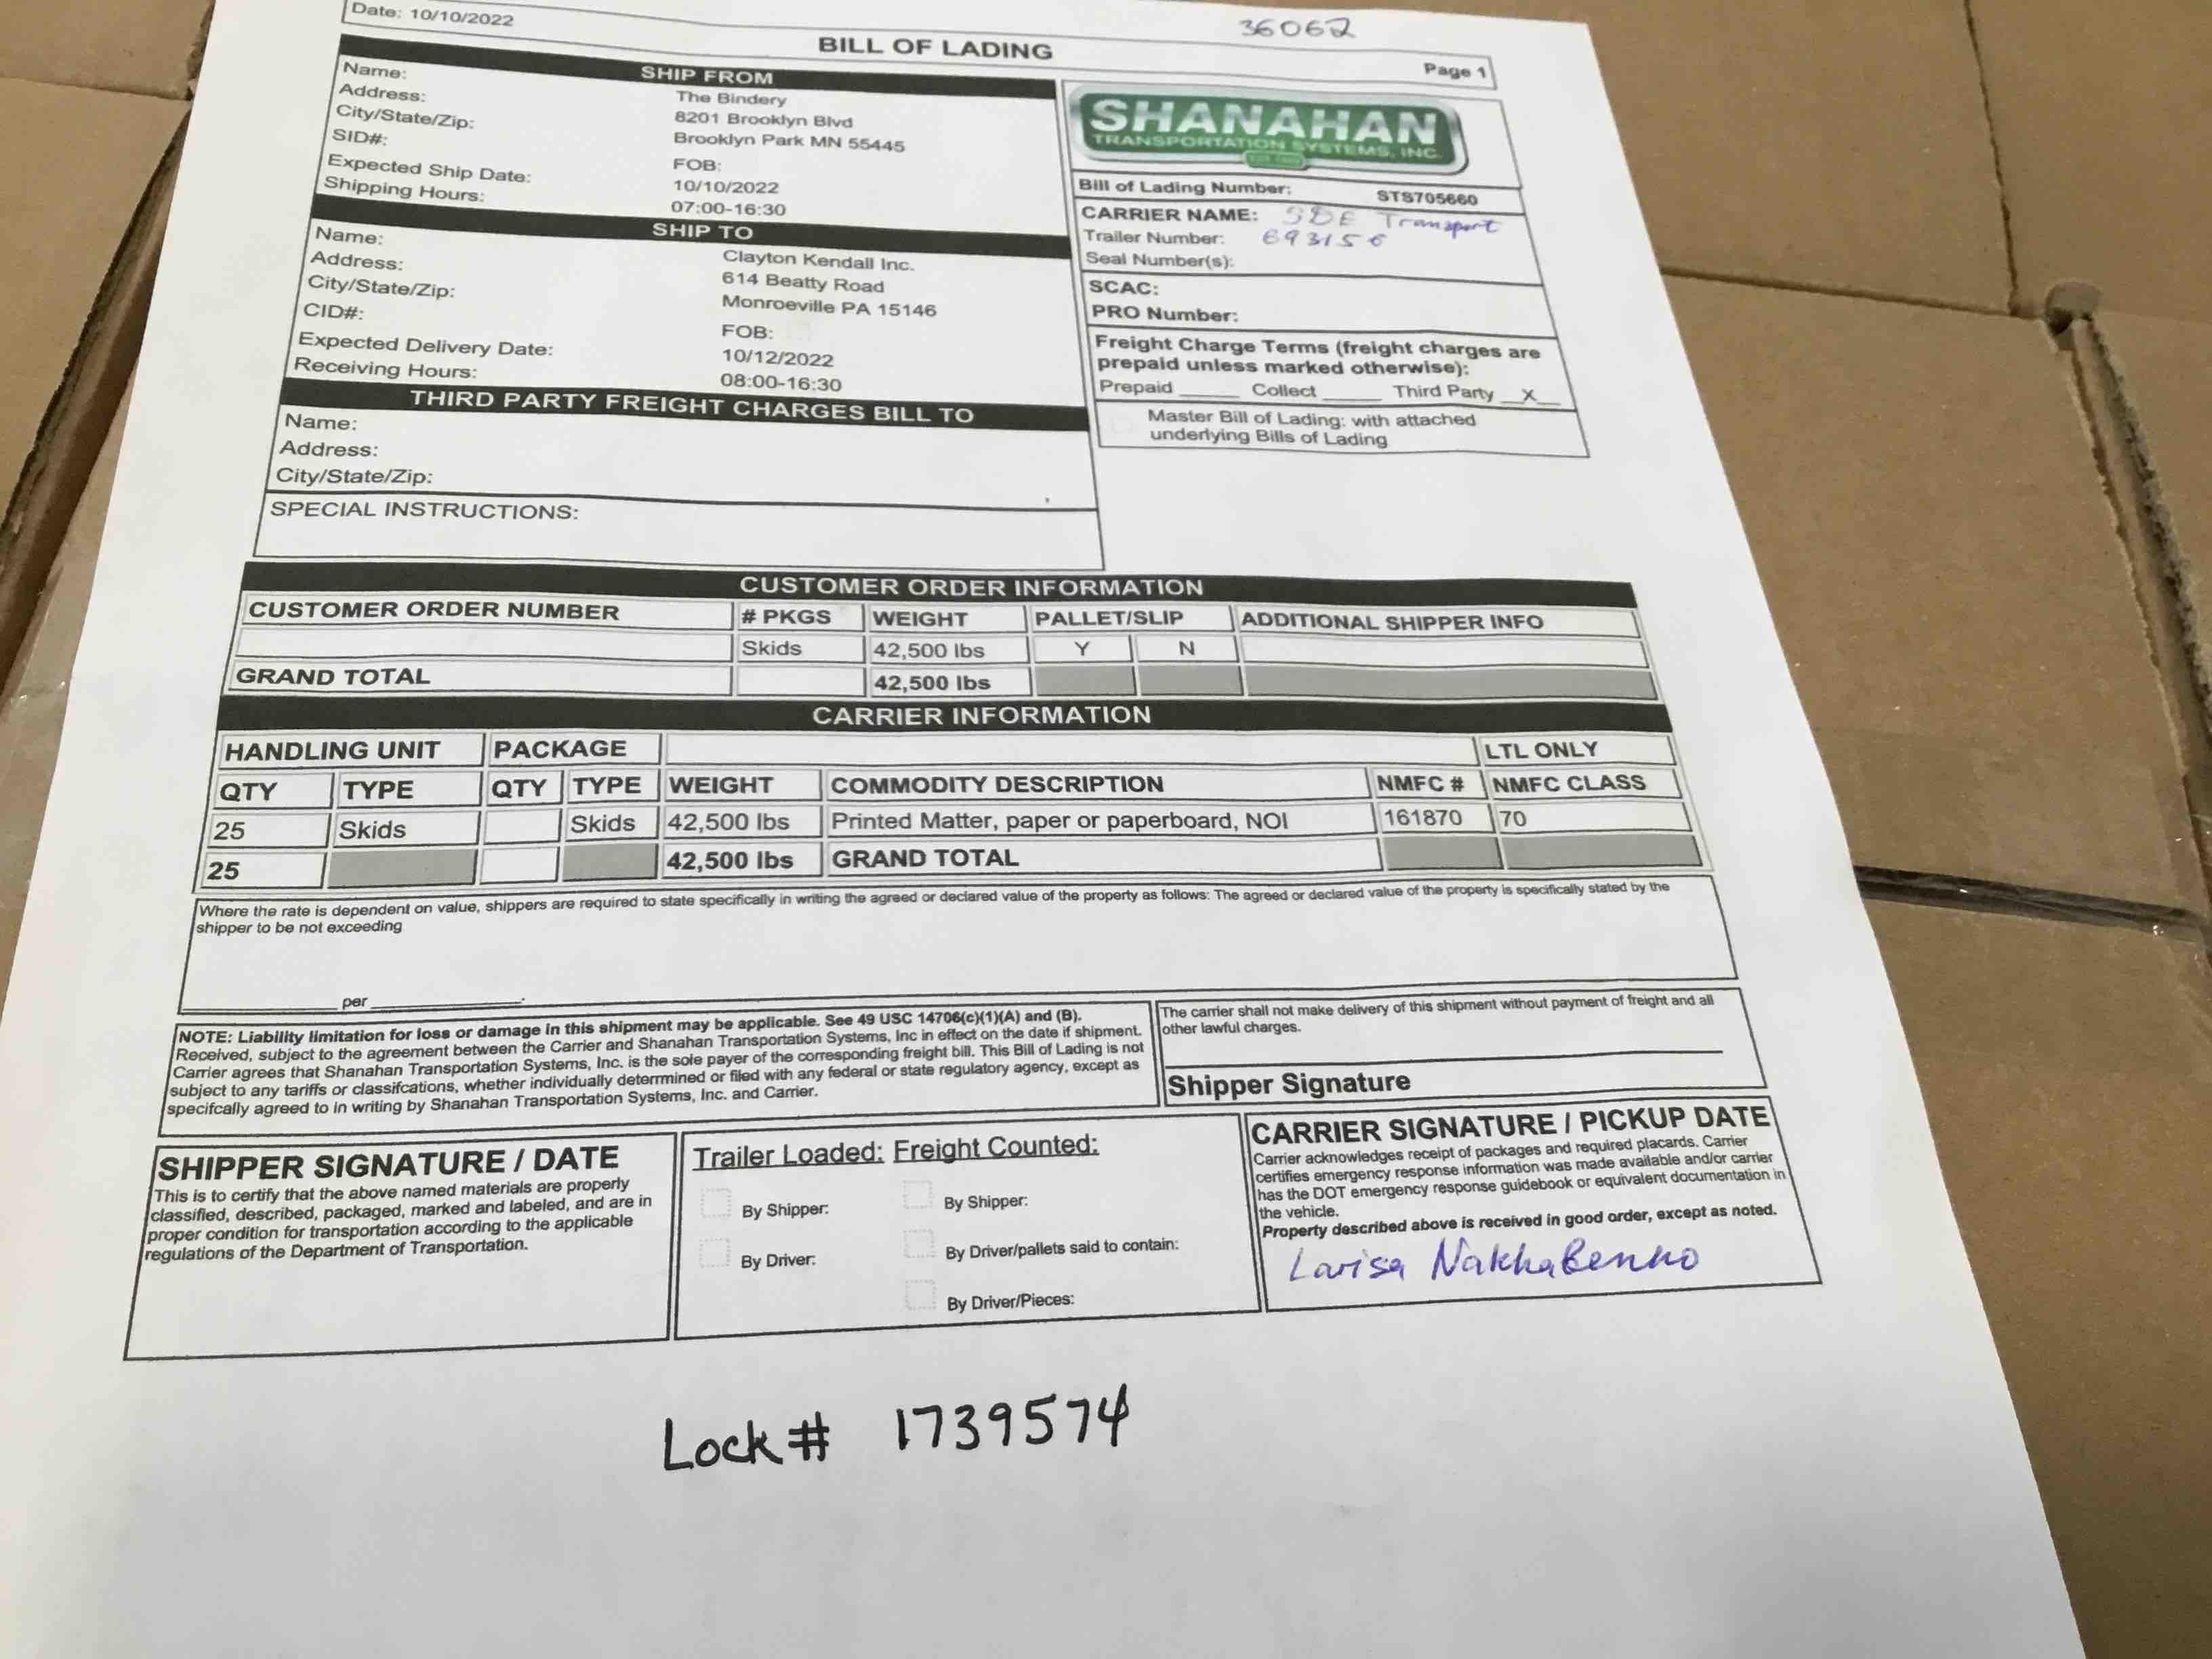 Date: 10/10/2022
36062
BILL OF LADING
Page 1
SHIP FROM
Name: The Bindery
Address: 8201 Brooklyn Blvd
City/State/Zip: Brooklyn Park MN 55445
SID#: FOB:
Expected Ship Date: 10/10/2022
Shipping Hours: 07:00-16:30
SHIP TO
Name: Clayton Kendall Inc.
Address: 614 Beatty Road
City/State/Zip: Monroeville PA 15146
CID#: FOB:
Expected Delivery Date: 10/12/2022
Receiving Hours: 08:00-16:30
THIRD PARTY FREIGHT CHARGES BILL TO
Name:
Address:
City/State/Zip:
SPECIAL INSTRUCTIONS:
SHANAHAN
TRANSPORTATION SYSTEMS, INC.
Bill of Lading Number: STS705660
CARRIER NAME: SDE Transport
Trailer Number:
Seal Number(s):
SCAC:
PRO Number:
Freight Charge Terms (freight charges are
prepaid unless marked otherwise):
Prepaid ____ Collect ____ Third Party __X__
Master Bill of Lading: with attached
underlying Bills of Lading
CUSTOMER ORDER INFORMATION
CUSTOMER ORDER NUMBER # PKGS WEIGHT PALLET/SLIP ADDITIONAL SHIPPER INFO
Skids 42,500 lbs Y N
GRAND TOTAL 42,500 lbs
CARRIER INFORMATION
HANDLING UNIT PACKAGE LTL ONLY
QTY TYPE QTY TYPE WEIGHT COMMODITY DESCRIPTION NMFC # NMFC CLASS
25 Skids Skids 42,500 lbs Printed Matter, paper or paperboard, NOI 161870 70
25 42,500 lbs GRAND TOTAL
Where the rate is dependent on value, shippers are required to state specifically in writing the agreed or declared value of the property as follows: The agreed or declared value of the property is specifically stated by the
shipper to be not exceeding
____ per ____.
NOTE: Liability limitation for loss or damage in this shipment may be applicable. See 49 USC 14706(c)(1)(A) and (B).
Received, subject to the agreement between the Carrier and Shanahan Transportation Systems, Inc in effect on the date if shipment.
Carrier agrees that Shanahan Transportation Systems, Inc. is the sole payer of the corresponding freight bill. This Bill of Lading is not
subject to any tariffs or classifcations, whether individually determined or filed with any federal or state regulatory agency, except as
specifcally agreed to in writing by Shanahan Transportation Systems, Inc. and Carrier.
The carrier shall not make delivery of this shipment without payment of freight and all
other lawful charges.
Shipper Signature
SHIPPER SIGNATURE / DATE
This is to certify that the above named materials are properly
classified, described, packaged, marked and labeled, and are in
proper condition for transportation according to the applicable
regulations of the Department of Transportation.
Trailer Loaded: Freight Counted:
By Shipper: By Shipper:
By Driver: By Driver/pallets said to contain:
By Driver/Pieces:
CARRIER SIGNATURE / PICKUP DATE
Carrier acknowledges receipt of packages and required placards. Carrier
certifies emergency response information was made available and/or carrier
has the DOT emergency response guidebook or equivalent documentation in
the vehicle.
Property described above is received in good order, except as noted.
Larisa Nakhabenko
Lock# 1739574